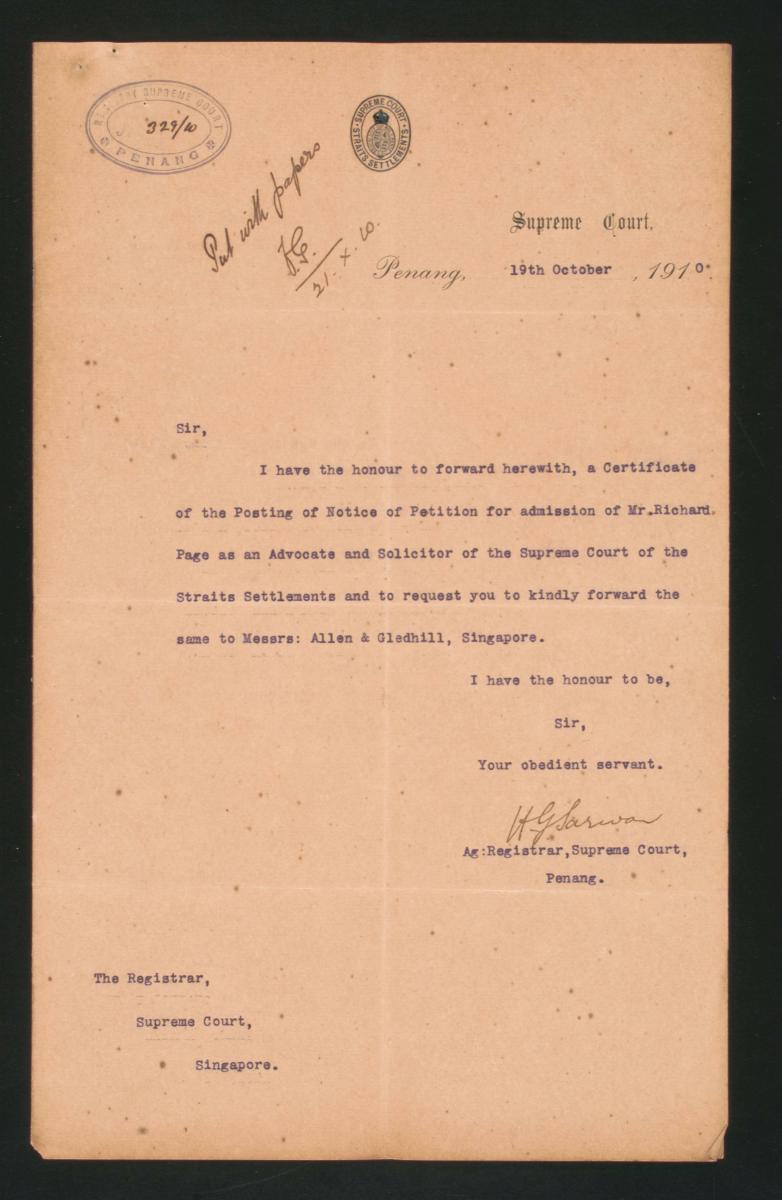 REGISTRY SUPREME COURT
329/10
PENANG
SUPREME COURT
STRAITS SETTLEMENTS
Put with papers
21.X.10.
Supreme Court,
Penang, 19th October, 1910.
Sir,
I have the honour to forward herewith, a Certificate
of the Posting of Notice of Petition for admission of Mr.Richard
Page as an Advocate and Solicitor of the Supreme Court of the
Straits Settlements and to request you to kindly forward the
same to Messrs: Allen & Gledhill, Singapore.
I have the honour to be,
Sir,
Your obedient servant.
Ag:Registrar,Supreme Court,
Penang.
The Registrar,
Supreme Court,
Singapore.